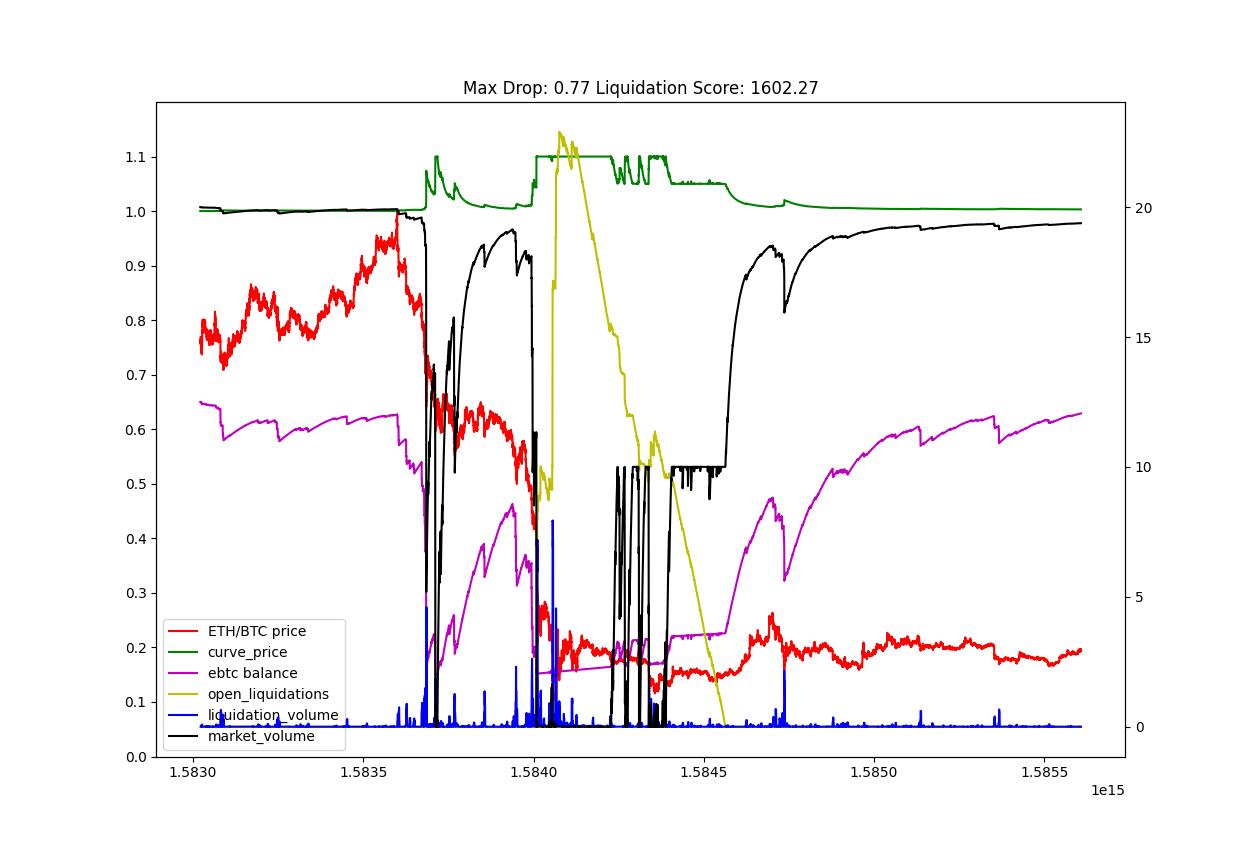 Max Drop: 0.77 Liquidation Score: 1602.27
1.1
1.0
0.9
0.8
0.7
0.6
0.5
0.4
0.3
0.2
0.1
0.0
20
15
10
5
0
ETH/BTC price
curve_price
ebtc balance
open_liquidations
liquidation_volume
market_volume
1.5830
1.5835
1.5840
1.5845
1.5850
1.5855
1e15